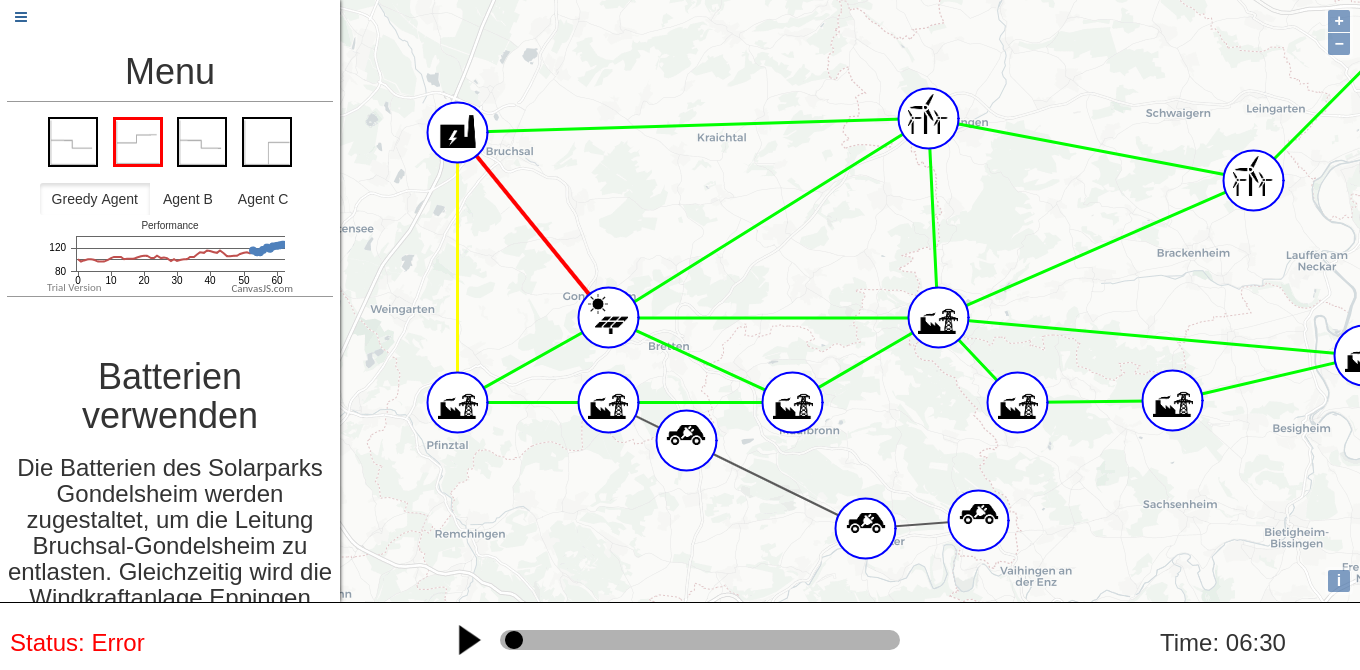 Menu
Greedy Agent
Agent B
Agent C
Performance
120
80
0 10 20 30 40 50 60
Trial Version
CanvasJS.com
Batterien
verwenden
Die Batterien des Solarparks
Gondelsheim werden
zugestaltet, um die Leitung
Bruchsal-Gondelsheim zu
entlasten. Gleichzeitig wird die
Windkraftanlage Eppingen
+
−
Schwaigern
Leingarten
Kraichtal
Bruchsal
Brackenheim
Lauffen am
Neckar
Weingarten
Bretten
Pfinztal
Besigheim
Sachsenheim
Remchingen
Bietigheim-
Bissingen
Vaihingen an
der Enz
i
Status: Error
Time: 06:30